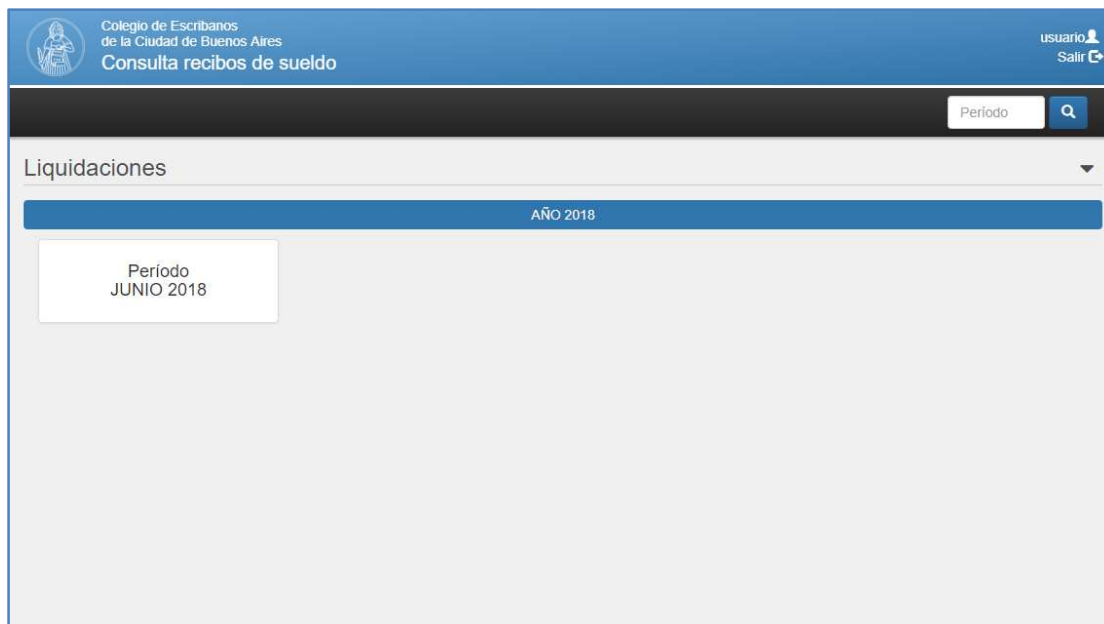 Colegio de Escribanos
de la Ciudad de Buenos Aires
Consulta recibos de sueldo
usuario
Salir
Período
Liquidaciones
AÑO 2018
Período
JUNIO 2018